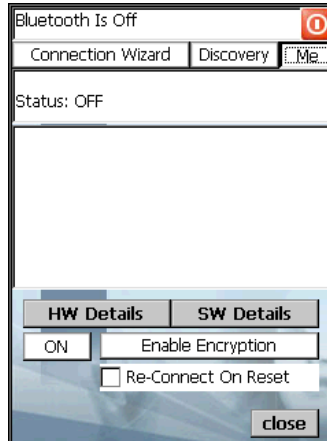 Bluetooth Is Off
Connection Wizard Discovery Me
Status: OFF
HW Details SW Details
ON Enable Encryption
Re-Connect On Reset
close